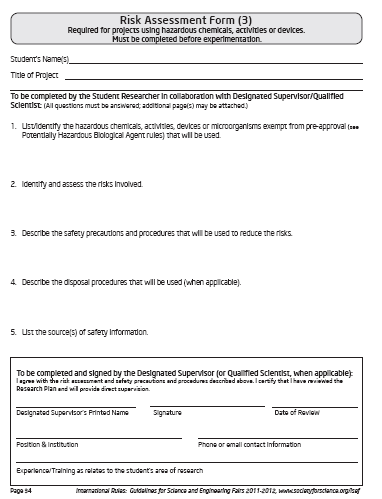 Risk Assessment Form (3)
Required for projects using hazardous chemicals, activities or devices.
Must be completed before experimentation.
Student's Name(s)
Title of Project
To be completed by the Student Researcher in collaboration with Designated Supervisor/Qualified
Scientist: (All questions must be answered; additional page(s) may be attached.)
1. List/identify the hazardous chemicals, activities, devices or microorganisms exempt from pre-approval (see
Potentially Hazardous Biological Agent rules) that will be used.
2. Identify and assess the risks involved.
3. Describe the safety precautions and procedures that will be used to reduce the risks.
4. Describe the disposal procedures that will be used (when applicable).
5. List the source(s) of safety information.
To be completed and signed by the Designated Supervisor (or Qualified Scientist, when applicable):
I agree with the risk assessment and safety precautions and procedures described above. I certify that I have reviewed the
Research Plan and will provide direct supervision.
Designated Supervisor's Printed Name Signature Date of Review
Position & Institution Phone or email contact information
Experience/Training as relates to the student's area of research
Page 34 International Rules: Guidelines for Science and Engineering Fairs 2011-2012, www.societyforscience.org/isef